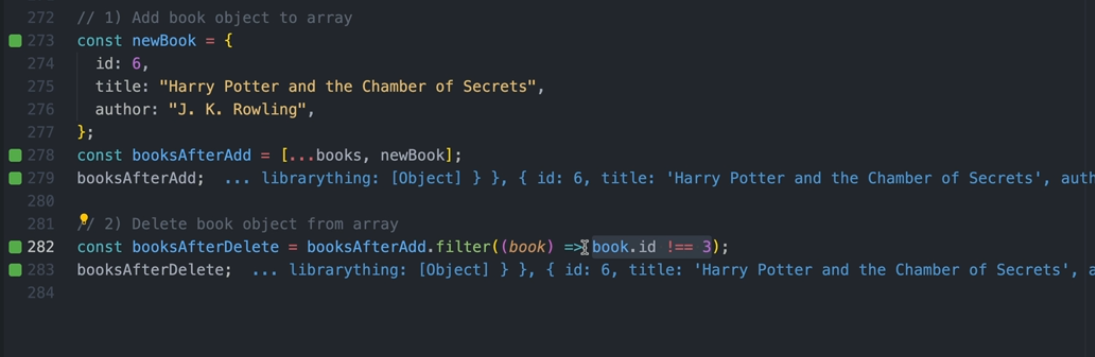 272 // 1) Add book object to array
273 const newBook = {
274 id: 6,
275 title: "Harry Potter and the Chamber of Secrets",
276 author: "J. K. Rowling",
277 };
278 const booksAfterAdd = [...books, newBook];
279 booksAfterAdd; ... librarything: [Object] } }, { id: 6, title: 'Harry Potter and the Chamber of Secrets', auth
280
281 // 2) Delete book object from array
282 const booksAfterDelete = booksAfterAdd.filter((book) => book.id !== 3);
283 booksAfterDelete; ... librarything: [Object] } }, { id: 6, title: 'Harry Potter and the Chamber of Secrets', a
284